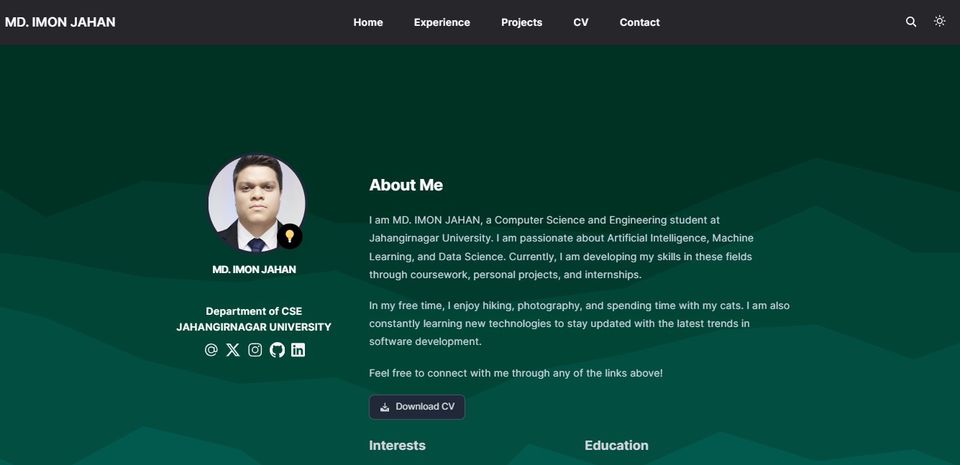 MD. IMON JAHAN
Home Experience Projects CV Contact
MD. IMON JAHAN
Department of CSE
JAHANGIRNAGAR UNIVERSITY
About Me
I am MD. IMON JAHAN, a Computer Science and Engineering student at
Jahangirnagar University. I am passionate about Artificial Intelligence, Machine
Learning, and Data Science. Currently, I am developing my skills in these fields
through coursework, personal projects, and internships.
In my free time, I enjoy hiking, photography, and spending time with my cats. I am also
constantly learning new technologies to stay updated with the latest trends in
software development.
Feel free to connect with me through any of the links above!
Download CV
Interests Education